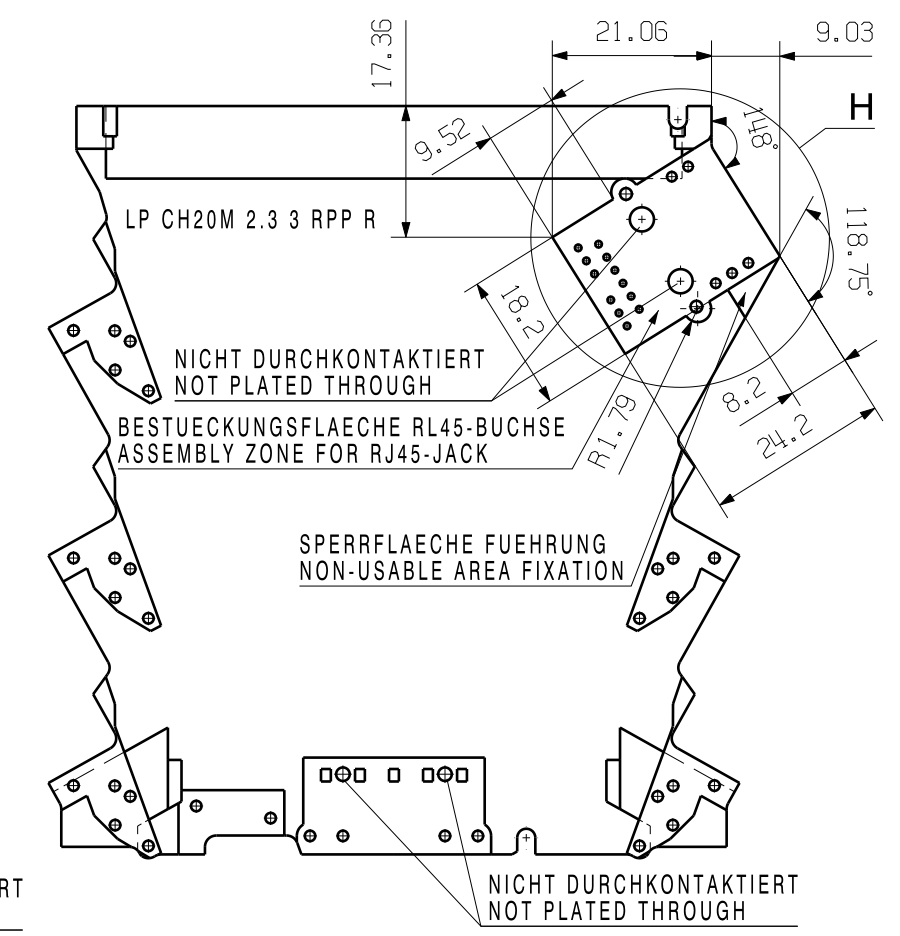 17.36
21.06
9.03
H
9.52
148°
LP CH20M 2.3 3 RPP R
118.75°
18.2
NICHT DURCHKONTAKTIERT
NOT PLATED THROUGH
8.2
R1.79
24.2
BESTUECKUNGSFLAECHE RL45-BUCHSE
ASSEMBLY ZONE FOR RJ45-JACK
SPERRFLAECHE FUEHRUNG
NON-USABLE AREA FIXATION
RT
NICHT DURCHKONTAKTIERT
NOT PLATED THROUGH